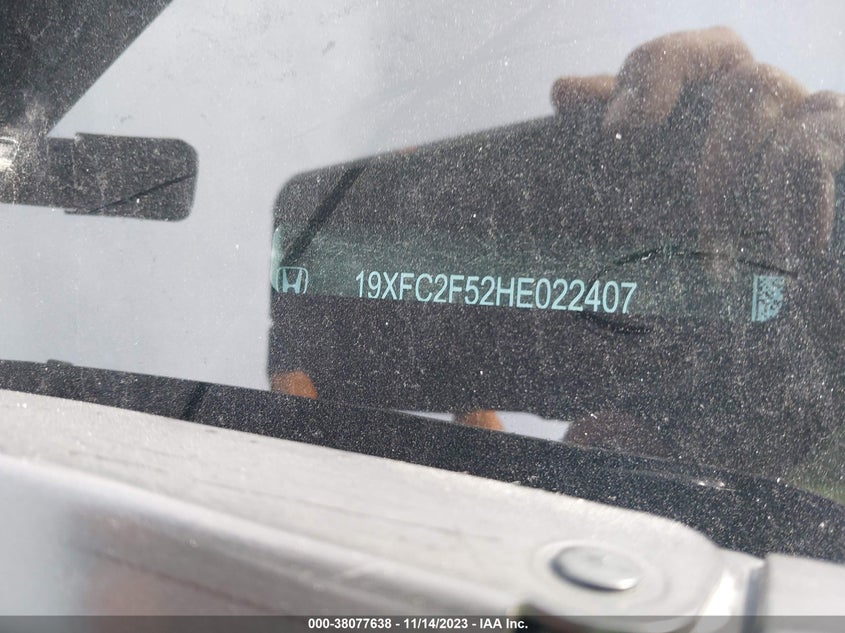 19XFC2F52HE022407
000-38077638 | 11/14/2023 | IAA Inc.